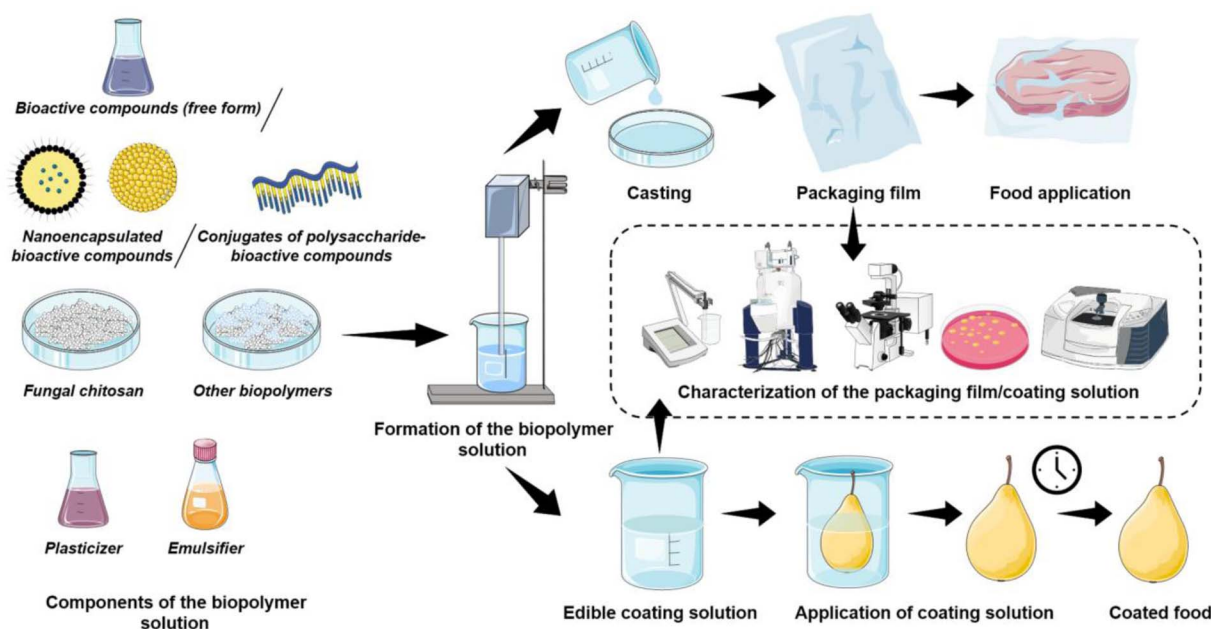 Bioactive compounds (free form)
/
Nanoencapsulated
bioactive compounds
/
Conjugates of polysaccharide-
bioactive compounds
Fungal chitosan
Other biopolymers
Plasticizer
Emulsifier
Components of the biopolymer
solution
Formation of the biopolymer
solution
Casting
Packaging film
Food application
Characterization of the packaging film/coating solution
Edible coating solution
Application of coating solution
Coated food